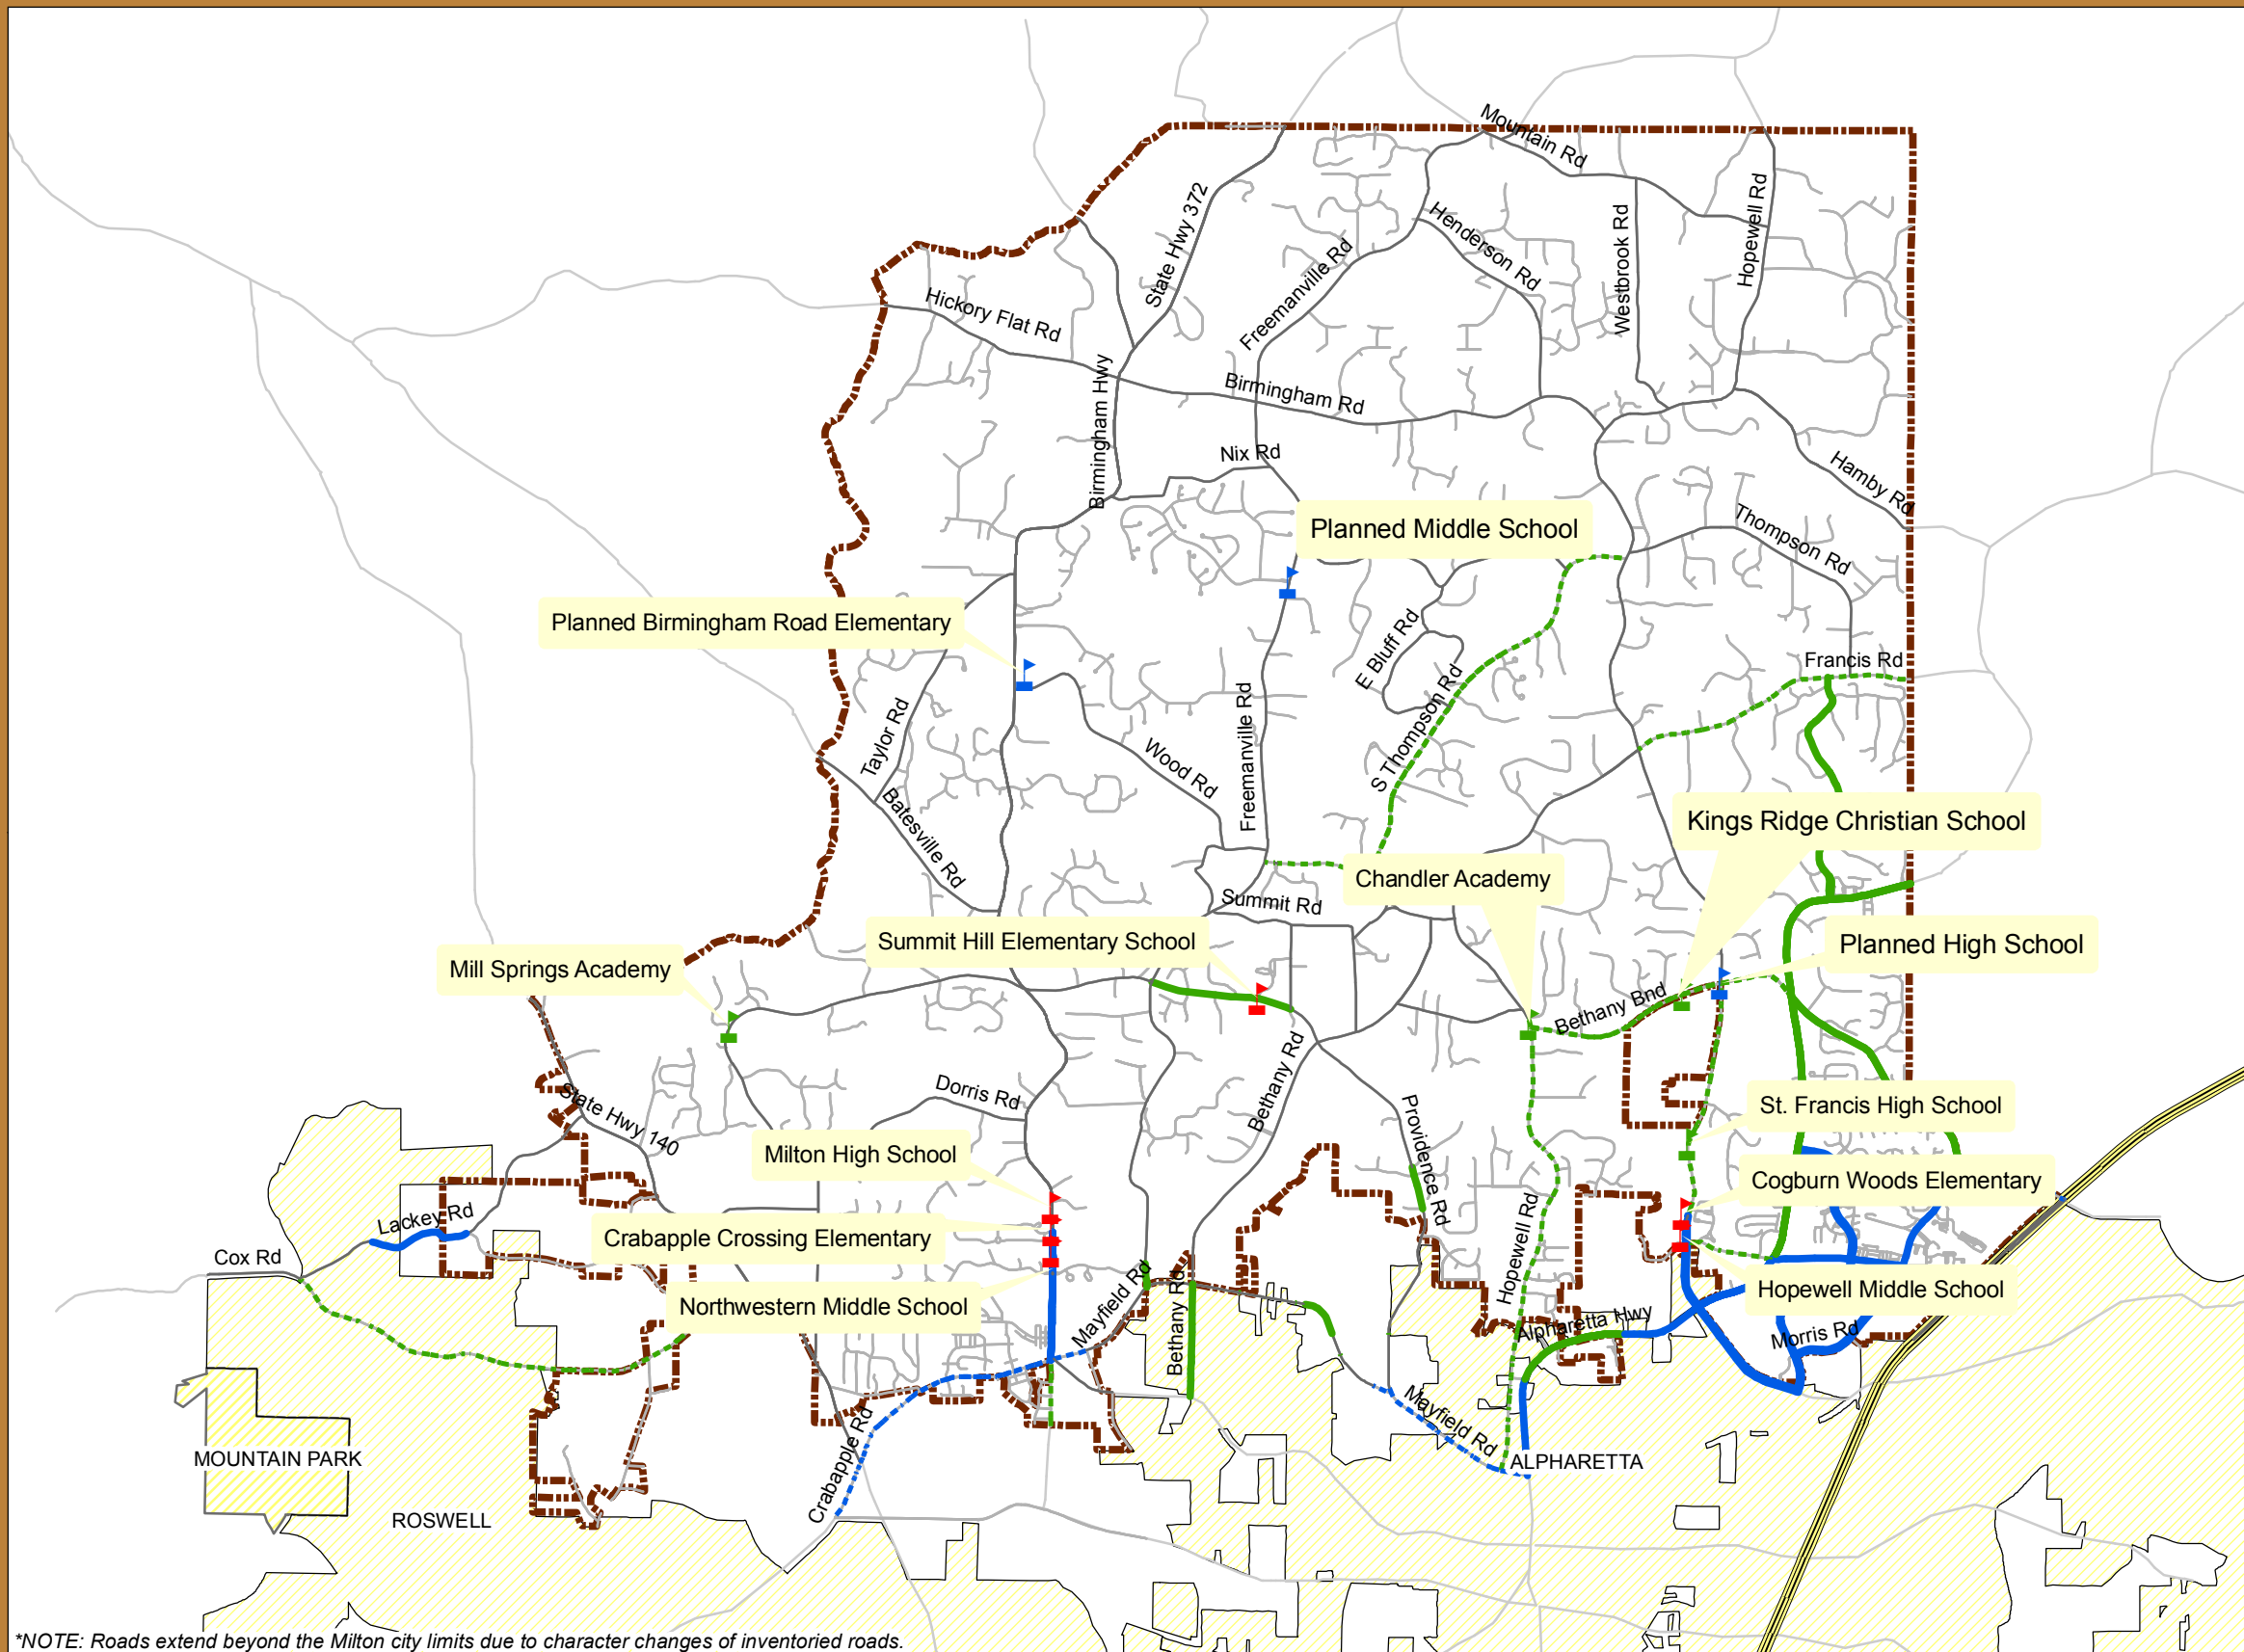 Mountain Rd
State Hwy 372
Hopewell Rd
Westbrook Rd
Henderson Rd
Freemanville Rd
Hickory Flat Rd
Birmingham Hwy
Birmingham Rd
Nix Rd
Hamby Rd
Planned Middle School
Thompson Rd
Planned Birmingham Road Elementary
E Bluff Rd
Francis Rd
Taylor Rd
Freemanville Rd
S Thompson Rd
Wood Rd
Batesville Rd
Kings Ridge Christian School
Chandler Academy
Summit Rd
Summit Hill Elementary School
Planned High School
Mill Springs Academy
Bethany Bnd
Dorris Rd
Bethany Rd
State Hwy 140
Providence Rd
St. Francis High School
Milton High School
Cogburn Woods Elementary
Lackey Rd
Crabapple Crossing Elementary
Hopewell Rd
Cox Rd
Hopewell Middle School
Northwestern Middle School
Mayfield Rd
Bethany Rd
Alpharetta Hwy
Morris Rd
Crabapple Rd
Mayfield Rd
MOUNTAIN PARK
ALPHARETTA
ROSWELL
*NOTE: Roads extend beyond the Milton city limits due to character changes of inventoried roads.